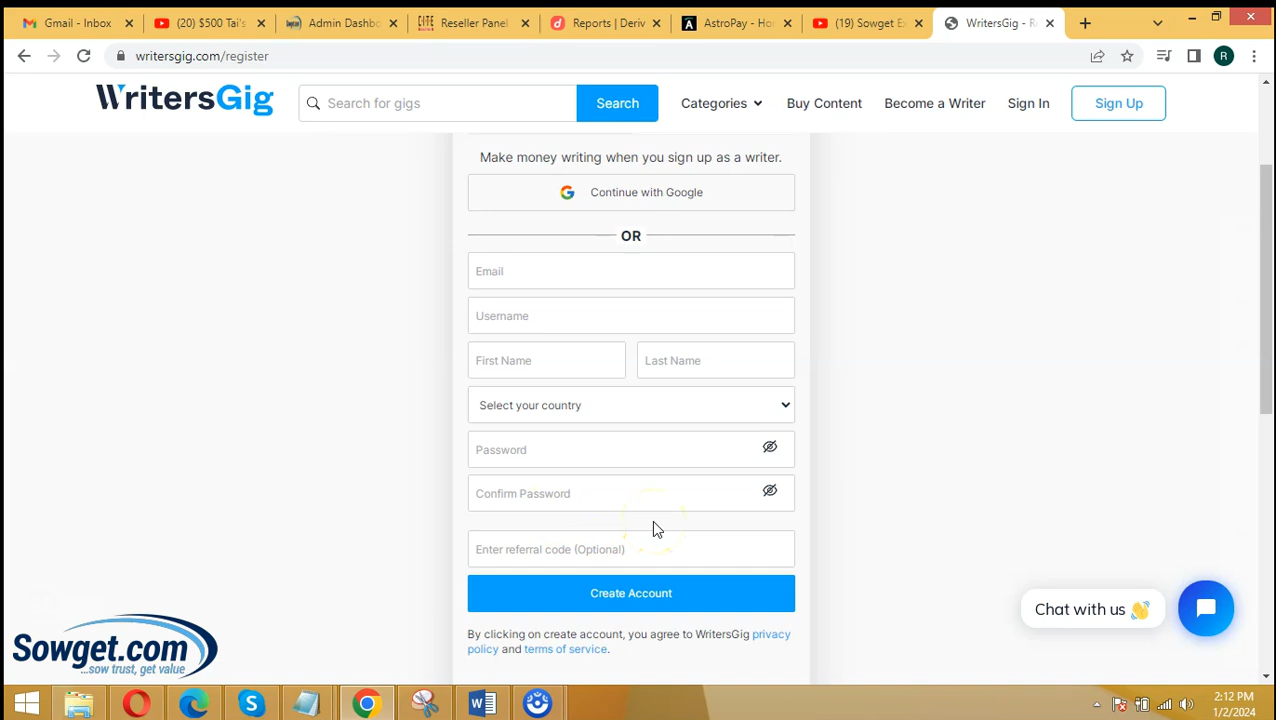 Gmail - Inbox
(20) $500 Tai's
Admin Dashbo
Reseller Panel
Reports | Deriv
AstroPay - Ho
(19) Sowget Ex
WritersGig - Re
writersgig.com/register
R
WritersGig
Search for gigs
Search
Categories
Buy Content
Become a Writer
Sign In
Sign Up
Make money writing when you sign up as a writer.
Continue with Google
OR
Email
Username
First Name
Last Name
Select your country
Password
Confirm Password
Enter referral code (Optional)
Create Account
By clicking on create account, you agree to WritersGig privacy
policy and terms of service.
Chat with us 👋
Sowget.com
...sow trust, get value
2:12 PM
1/2/2024